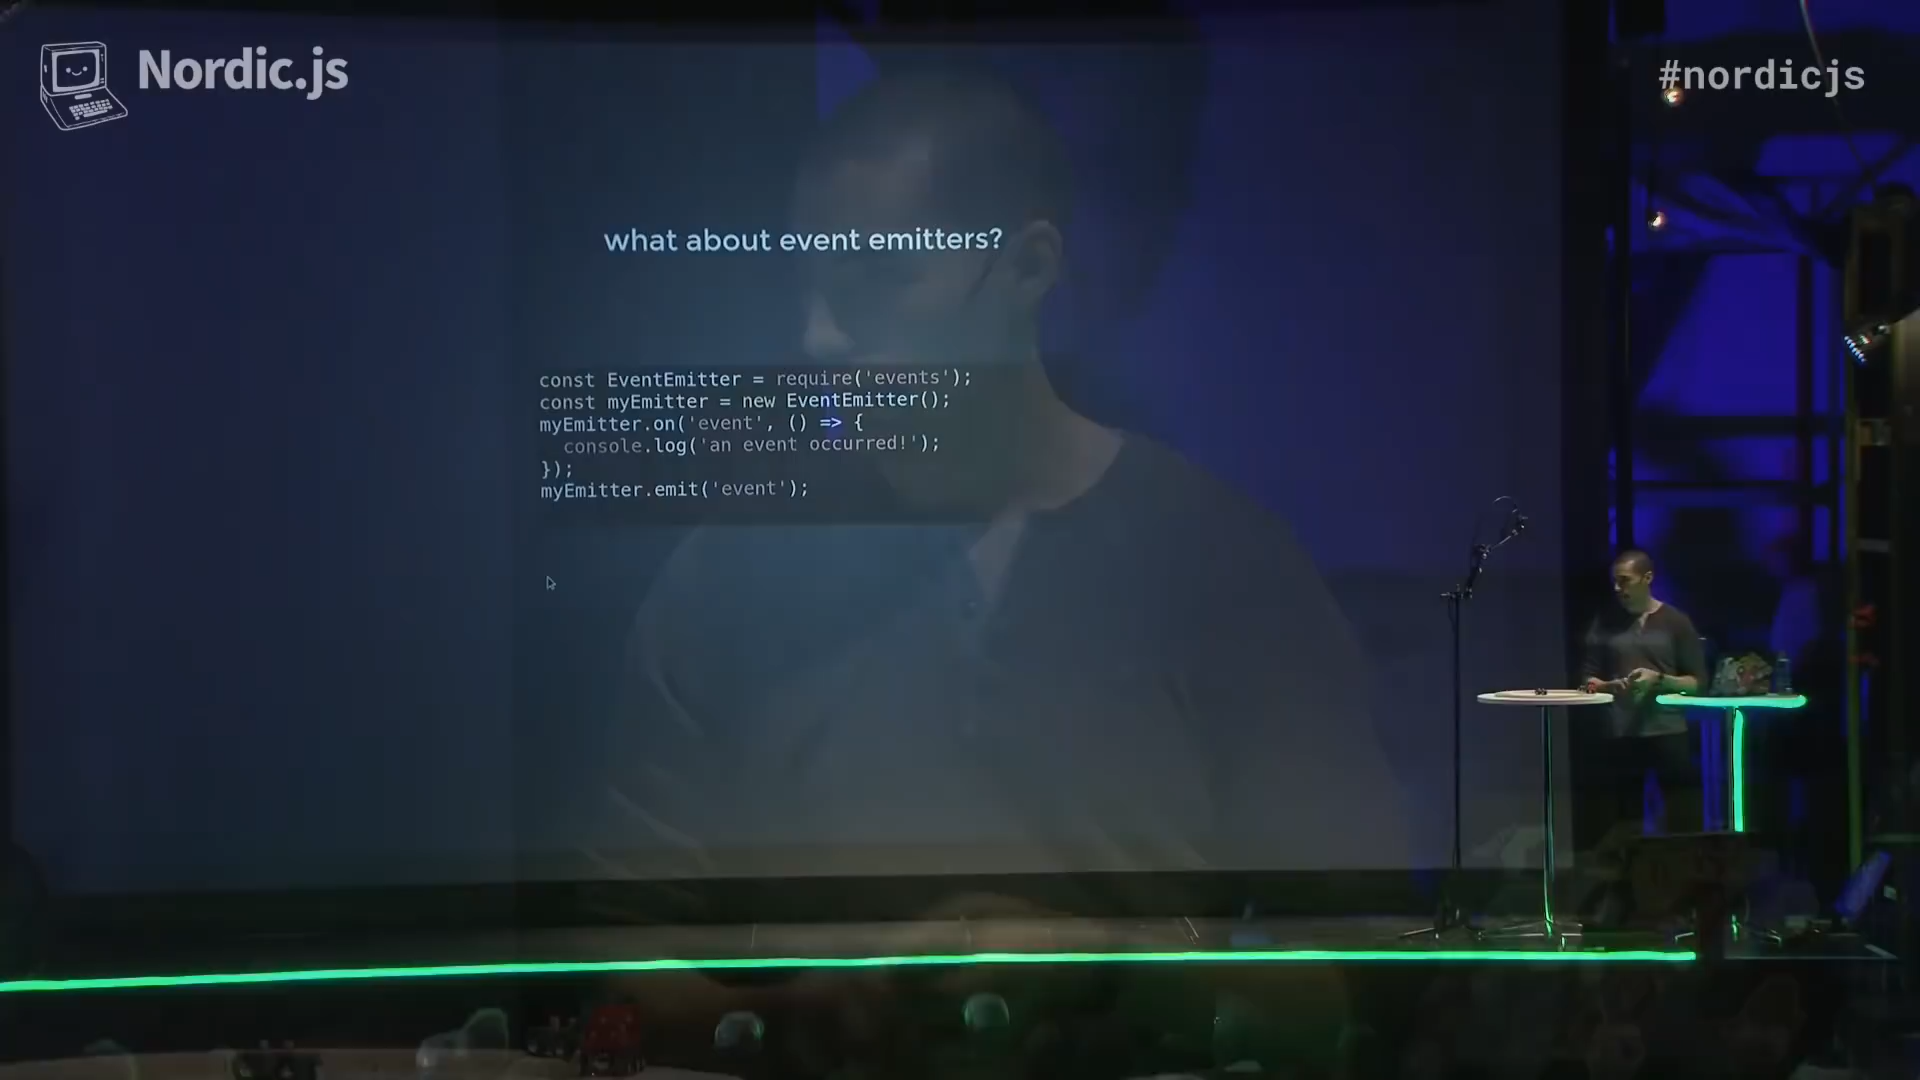 Nordic.js
#nordicjs
what about event emitters?
const EventEmitter = require('events');
const myEmitter = new EventEmitter();
myEmitter.on('event', () => {
  console.log('an event occurred!');
});
myEmitter.emit('event');